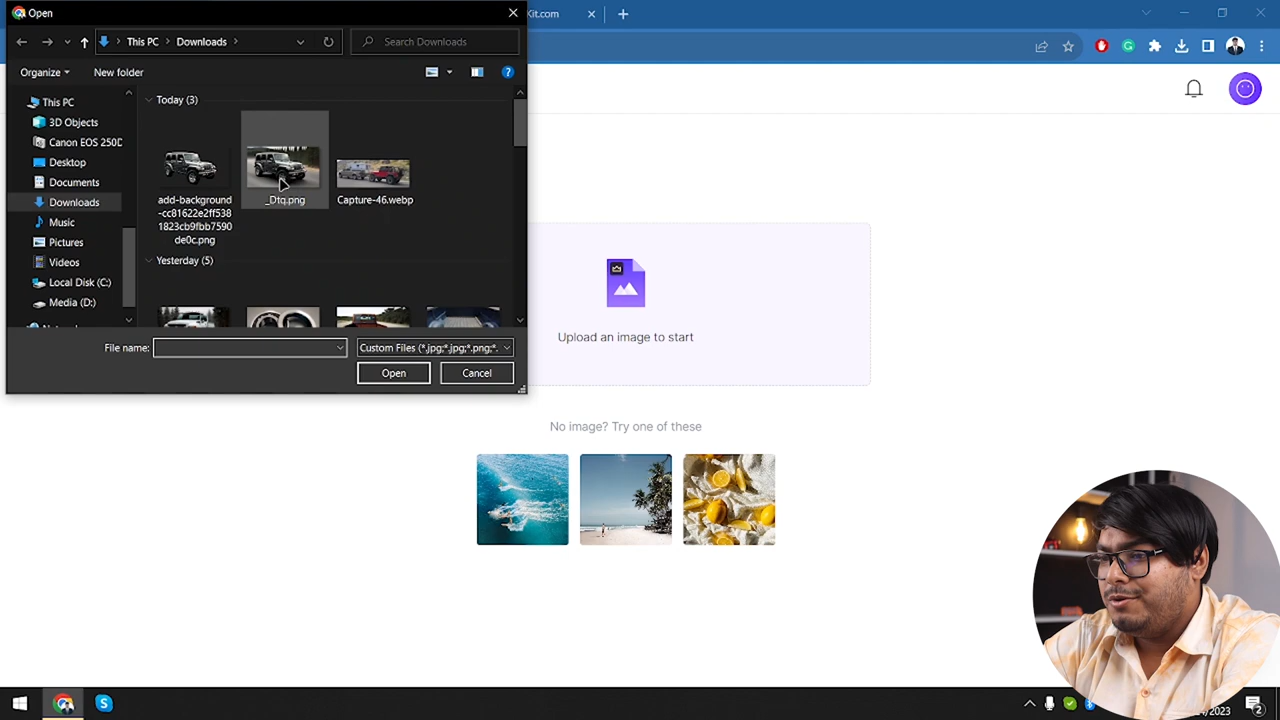 Open
Kit.com
This PC > Downloads >
Search Downloads
Organize
New folder
This PC
3D Objects
Canon EOS 250D
Desktop
Documents
Downloads
Music
Pictures
Videos
Local Disk (C:)
Media (D:)
Today (3)
add-background
-cc81622e2ff538
1823cb9fbb7590
de0c.png
_Dtq.png
Capture-46.webp
Yesterday (5)
File name:
Custom Files (*.jpg;*.jpg;*.png;*.
Open
Cancel
Upload an image to start
No image? Try one of these
/2023
2